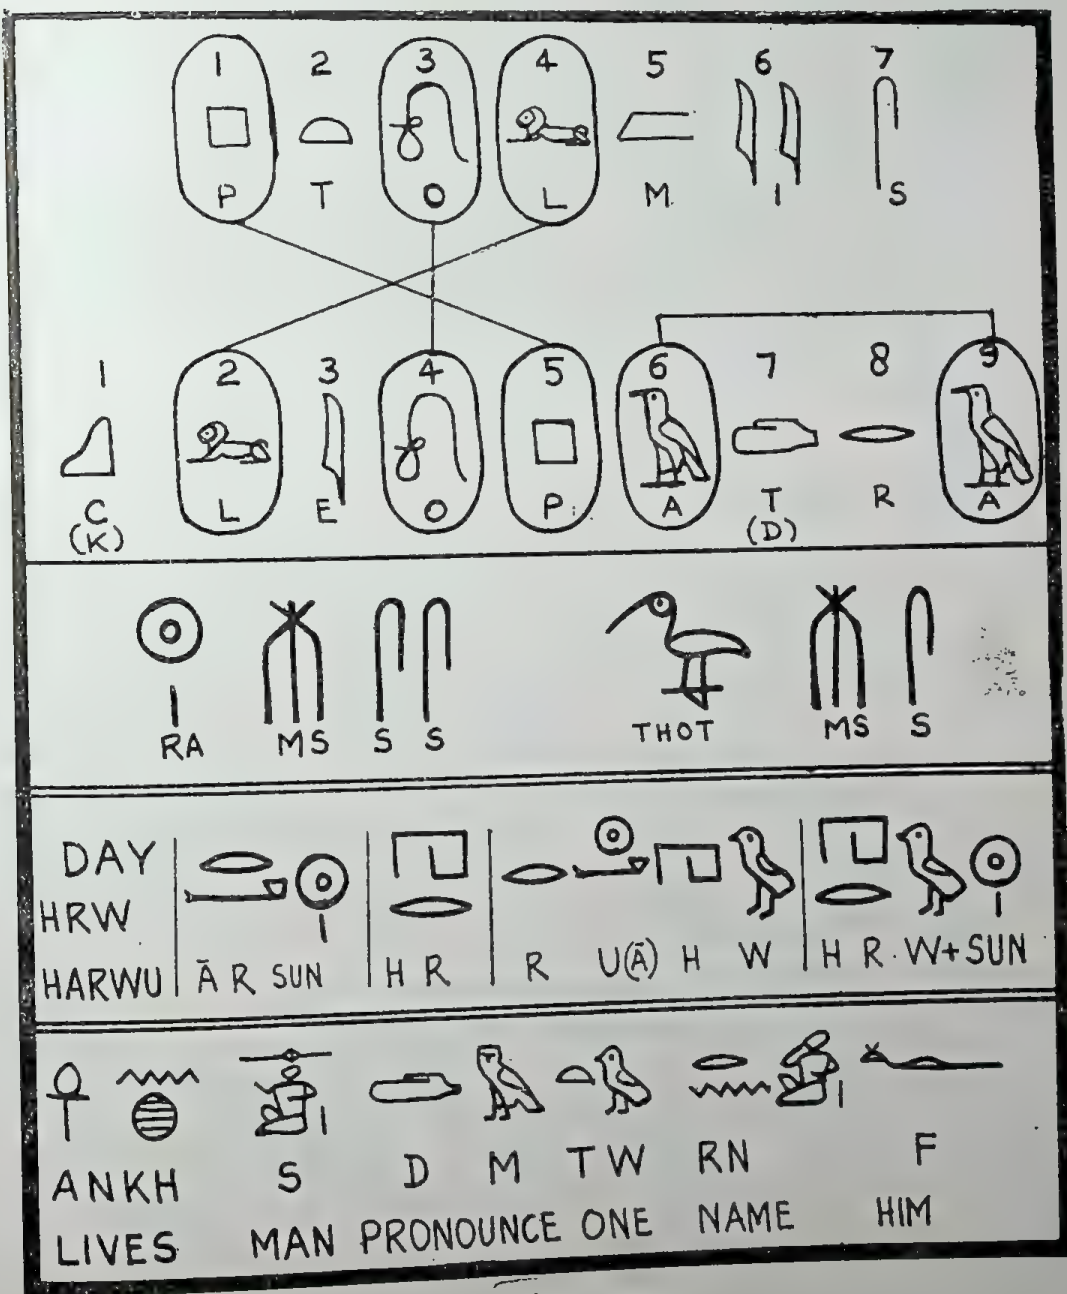 1 2 3 4 5 6 7
P T O L M I S
1 2 3 4 5 6 7 8 9
C L E O P A T R A
(K) (D)
RA MS S S THOT MS S
DAY
HRW
HARWU Ā R SUN H R R U(Ā) H W H R . W + SUN
ANKH S D M TW RN F
LIVES MAN PRONOUNCE ONE NAME HIM